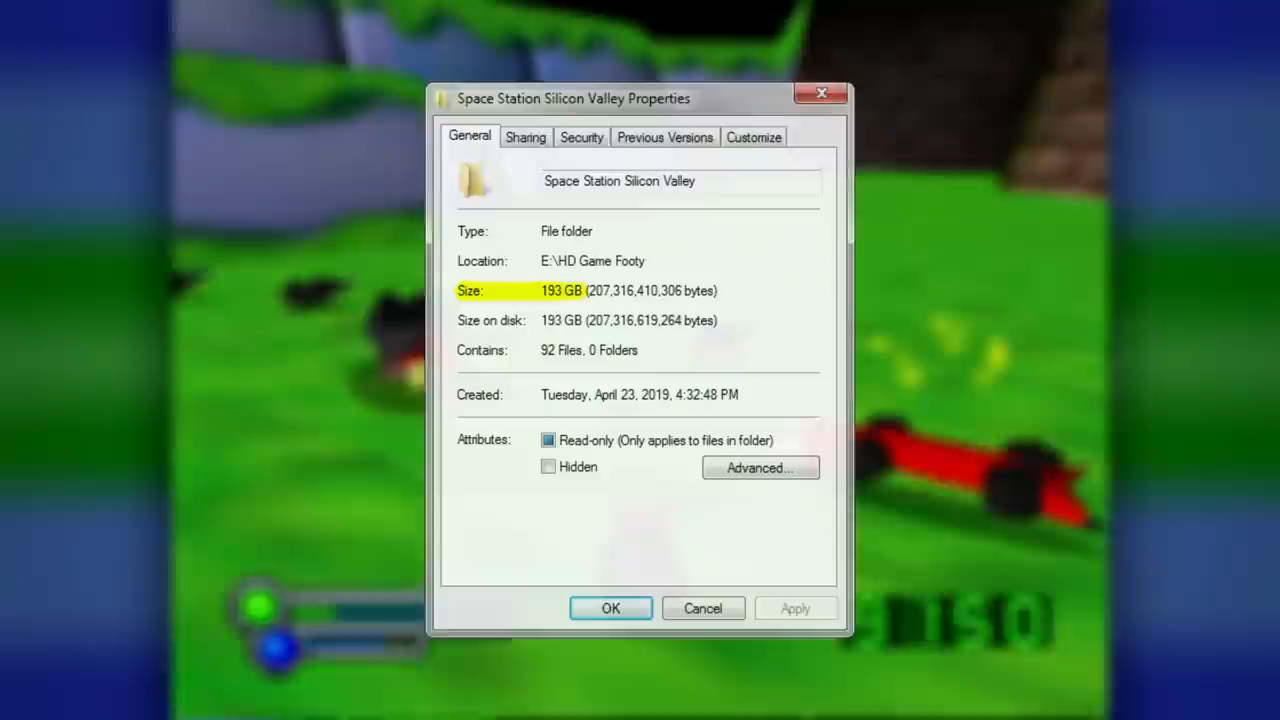 Space Station Silicon Valley Properties
General Sharing Security Previous Versions Customize
Space Station Silicon Valley
Type: File folder
Location: E:\HD Game Footy
Size: 193 GB (207,316,410,306 bytes)
Size on disk: 193 GB (207,316,619,264 bytes)
Contains: 92 Files, 0 Folders
Created: Tuesday, April 23, 2019, 4:32:48 PM
Attributes: Read-only (Only applies to files in folder)
Hidden Advanced...
OK Cancel Apply